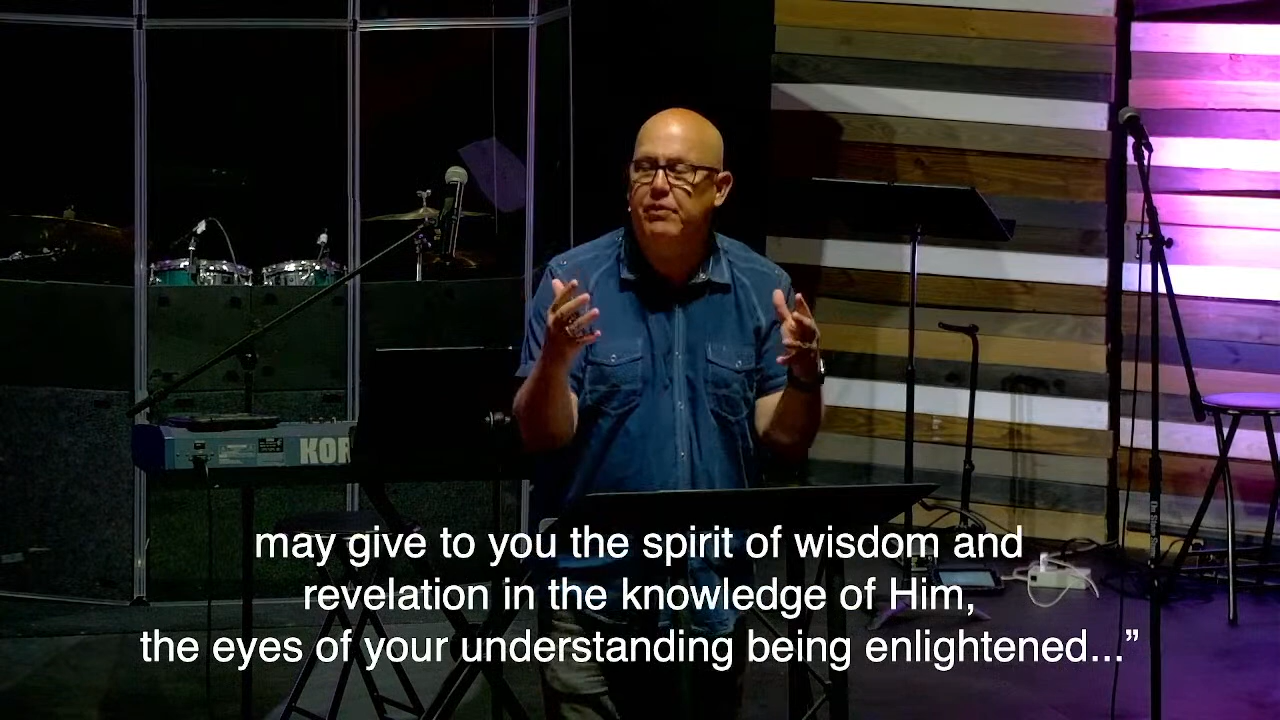 KOR
may give to you the spirit of wisdom and
revelation in the knowledge of Him,
the eyes of your understanding being enlightened...”